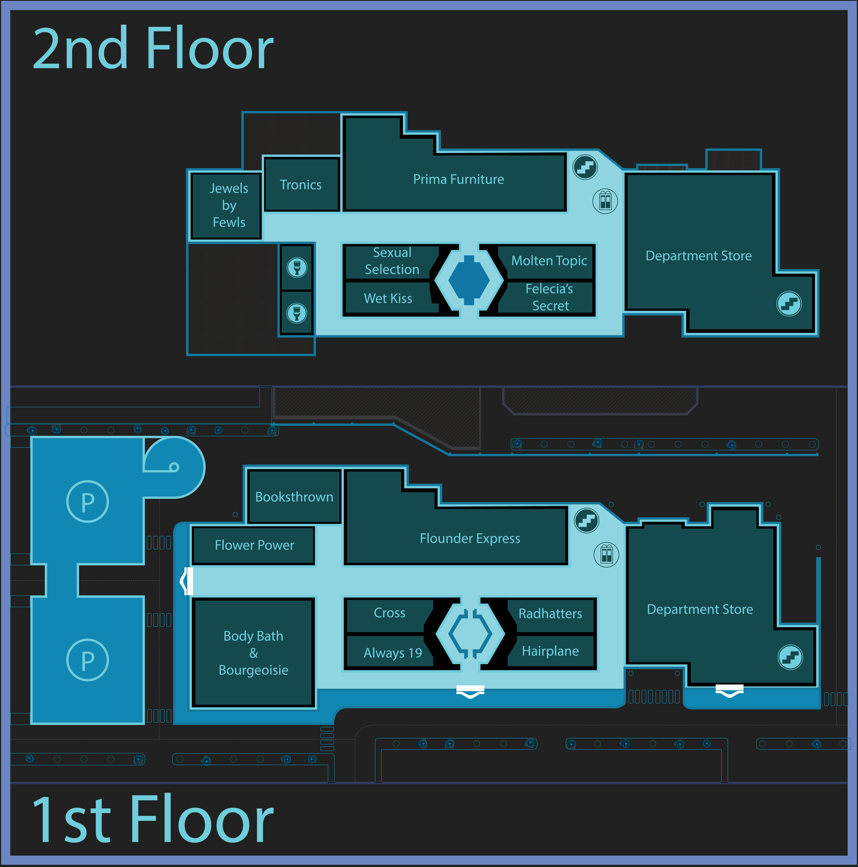 2nd Floor
Jewels
by
Fewls
Tronics
Prima Furniture
Sexual
Selection
Wet Kiss
Molten Topic
Felecia's
Secret
Department Store
P
P
Booksthrown
Flower Power
Flounder Express
Body Bath
&
Bourgeoisie
Cross
Always 19
Radhatters
Hairplane
Department Store
1st Floor